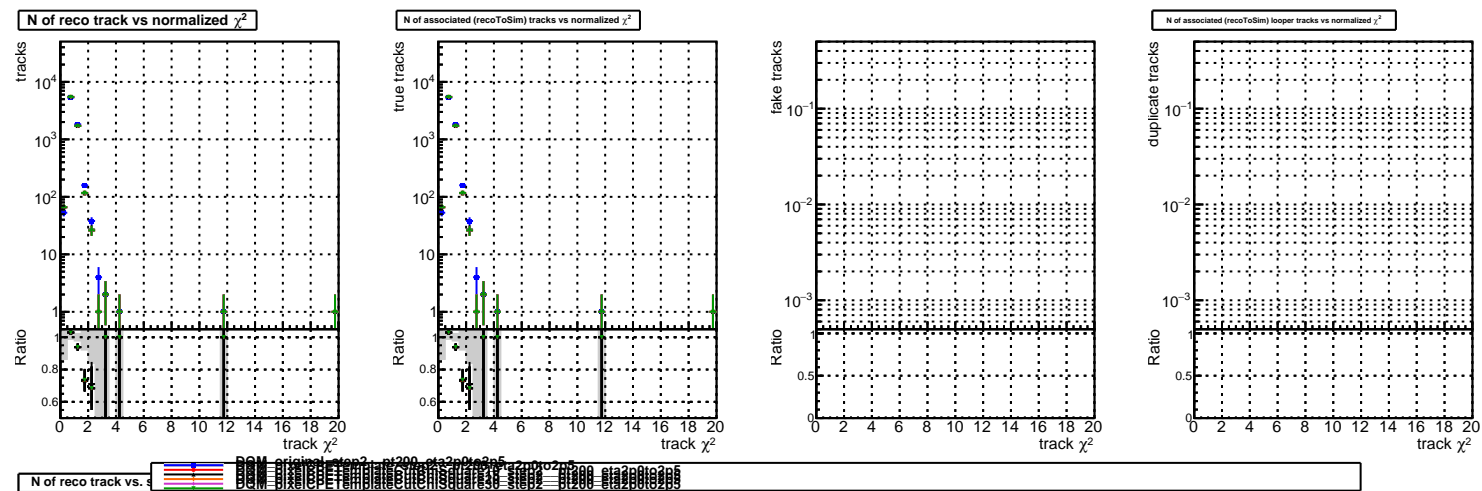 N of reco track vs normalized χ²
N of associated (recoToSim) tracks vs normalized χ²
N of associated (recoToSim) looper tracks vs normalized χ²
tracks
10⁴
10³
10²
10
1
Ratio
1
0.8
0.6
0 2 4 6 8 10 12 14 16 18 20
track χ²
true tracks
10⁴
10³
10²
10
1
Ratio
1
0.8
0.6
0 2 4 6 8 10 12 14 16 18 20
track χ²
fake tracks
10⁻¹
10⁻²
10⁻³
Ratio
1
0.5
0
0 2 4 6 8 10 12 14 16 18 20
track χ²
duplicate tracks
10⁻¹
10⁻²
10⁻³
Ratio
1
0.5
0
0 2 4 6 8 10 12 14 16 18 20
track χ²
N of reco track vs. s